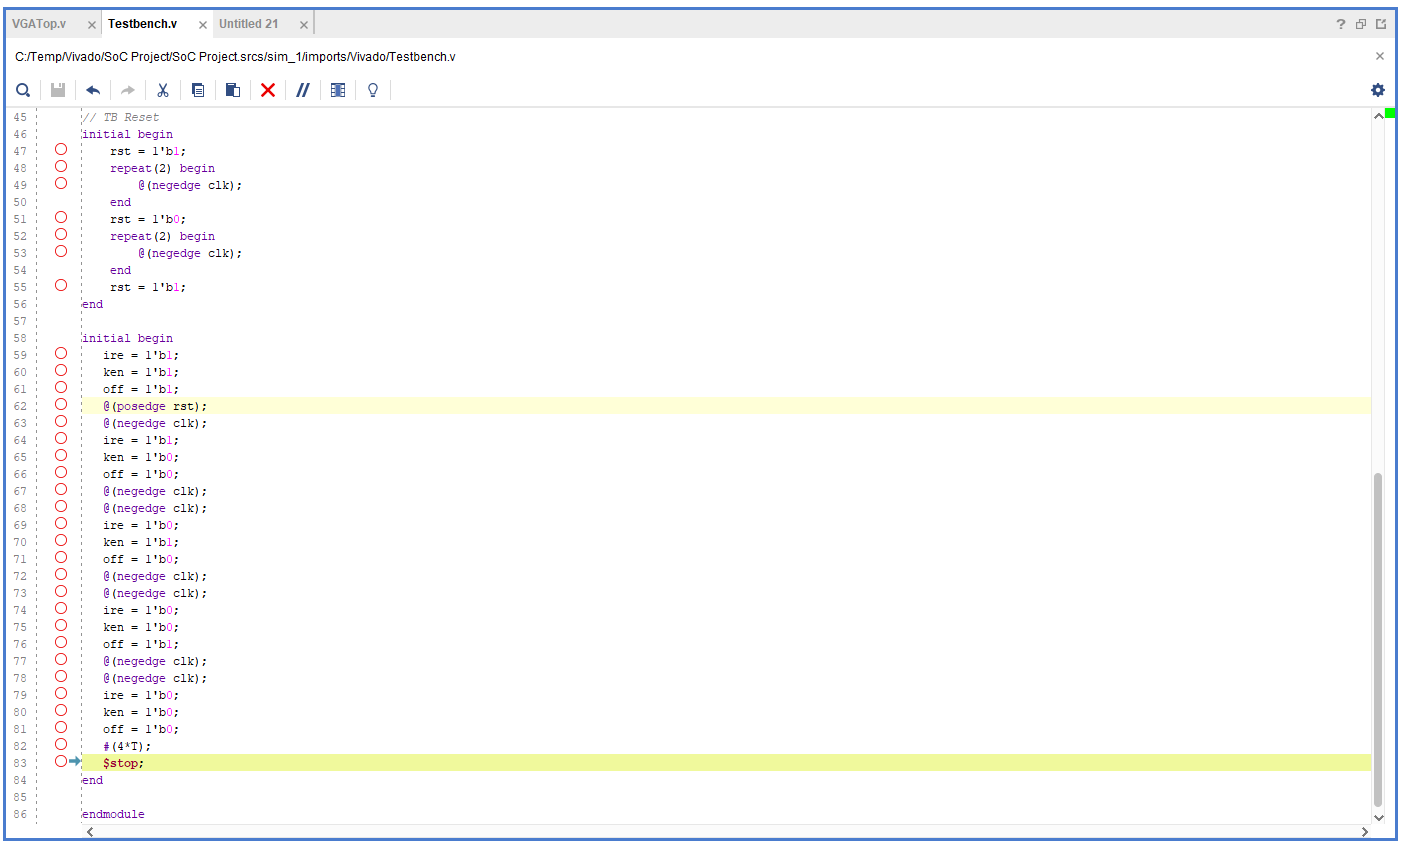 VGATop.v × Testbench.v × Untitled 21 × ?
C:/Temp/Vivado/SoC Project/SoC Project.srcs/sim_1/imports/Vivado/Testbench.v ×
45 // TB Reset
46 initial begin
47 rst = 1'b1;
48 repeat(2) begin
49 @(negedge clk);
50 end
51 rst = 1'b0;
52 repeat(2) begin
53 @(negedge clk);
54 end
55 rst = 1'b1;
56 end
57
58 initial begin
59 ire = 1'b1;
60 ken = 1'b1;
61 off = 1'b1;
62 @(posedge rst);
63 @(negedge clk);
64 ire = 1'b1;
65 ken = 1'b0;
66 off = 1'b0;
67 @(negedge clk);
68 @(negedge clk);
69 ire = 1'b0;
70 ken = 1'b1;
71 off = 1'b0;
72 @(negedge clk);
73 @(negedge clk);
74 ire = 1'b0;
75 ken = 1'b0;
76 off = 1'b1;
77 @(negedge clk);
78 @(negedge clk);
79 ire = 1'b0;
80 ken = 1'b0;
81 off = 1'b0;
82 #(4*T);
83 $stop;
84 end
85
86 endmodule